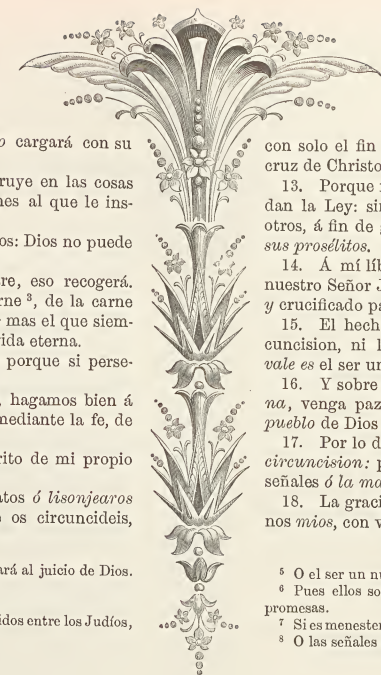 o cargará con su
ruye en las cosas
nes al que le ins-
os: Dios no puede
re, eso recogerá.
rne ³, de la carne
mas el que siem-
ida eterna.
porque si perse-
, hagamos bien á
mediante la fe, de
rito de mi propio
atos ó lisonjearos
os circuncideis,
ará al juicio de Dios.
idos entre los Judíos,
con solo el fin
cruz de Christo
13. Porque
dan la Ley: si
otros, á fin de
sus prosélitos.
14. Á mí lí
nuestro Señor J
y crucificado pa
15. El hech
cuncision, ni l
vale es el ser un
16. Y sobre
na, venga paz
pueblo de Dios
17. Por lo d
circuncision: p
señales ó la ma
18. La graci
nos mios, con v
⁵ O el ser un nu
⁶ Pues ellos so
promesas.
⁷ Si es menester
⁸ O las señales